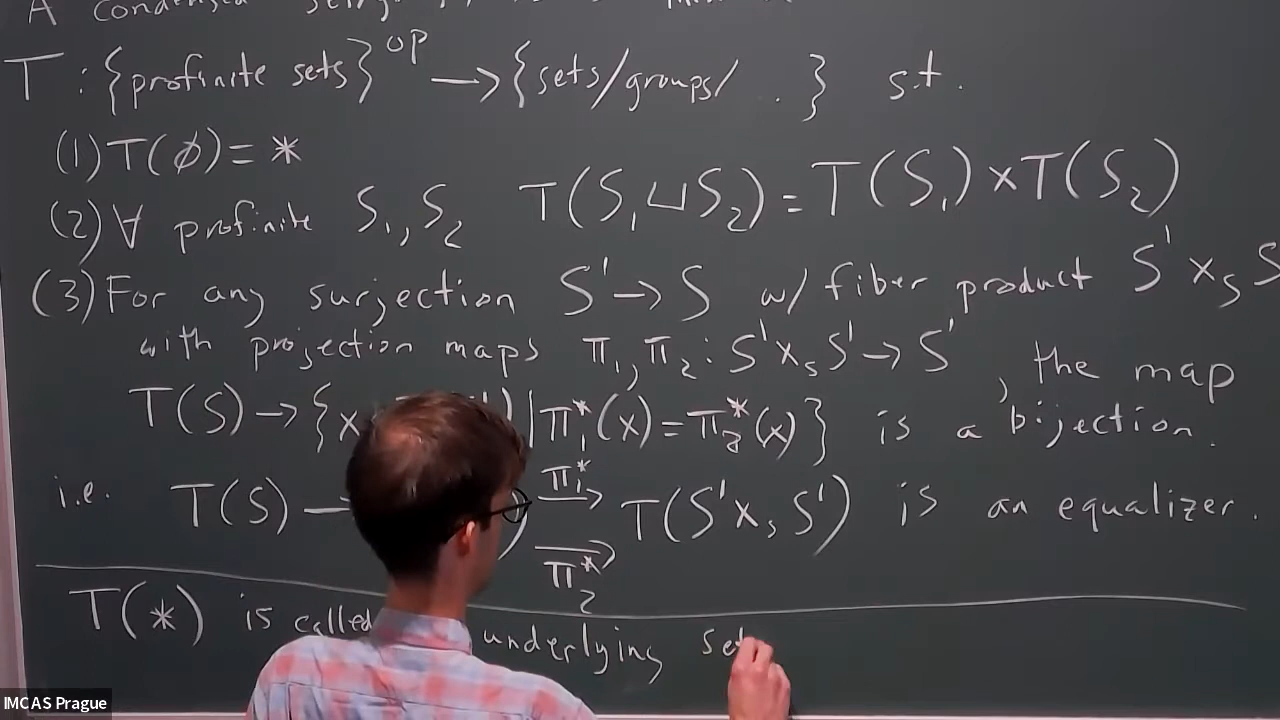 A condensed
T : {profinite sets}^op → {sets/groups/ . . } s.t.
(1) T(∅) = *
(2) ∀ profinite S₁, S₂ T(S₁ ⊔ S₂) = T(S₁) × T(S₂)
(3) For any surjection S' → S w/ fiber product S' ×_S S
with projection maps π₁, π₂ : S' ×_S S' → S', the map
T(S) → {x | π₁*(x) = π₂*(x)} is a bijection.
i.e. T(S) — ) ⇉ T(S' ×_S S') is an equalizer.
π₁*
π₂*
T(*) is called underlying set
IMCAS Prague